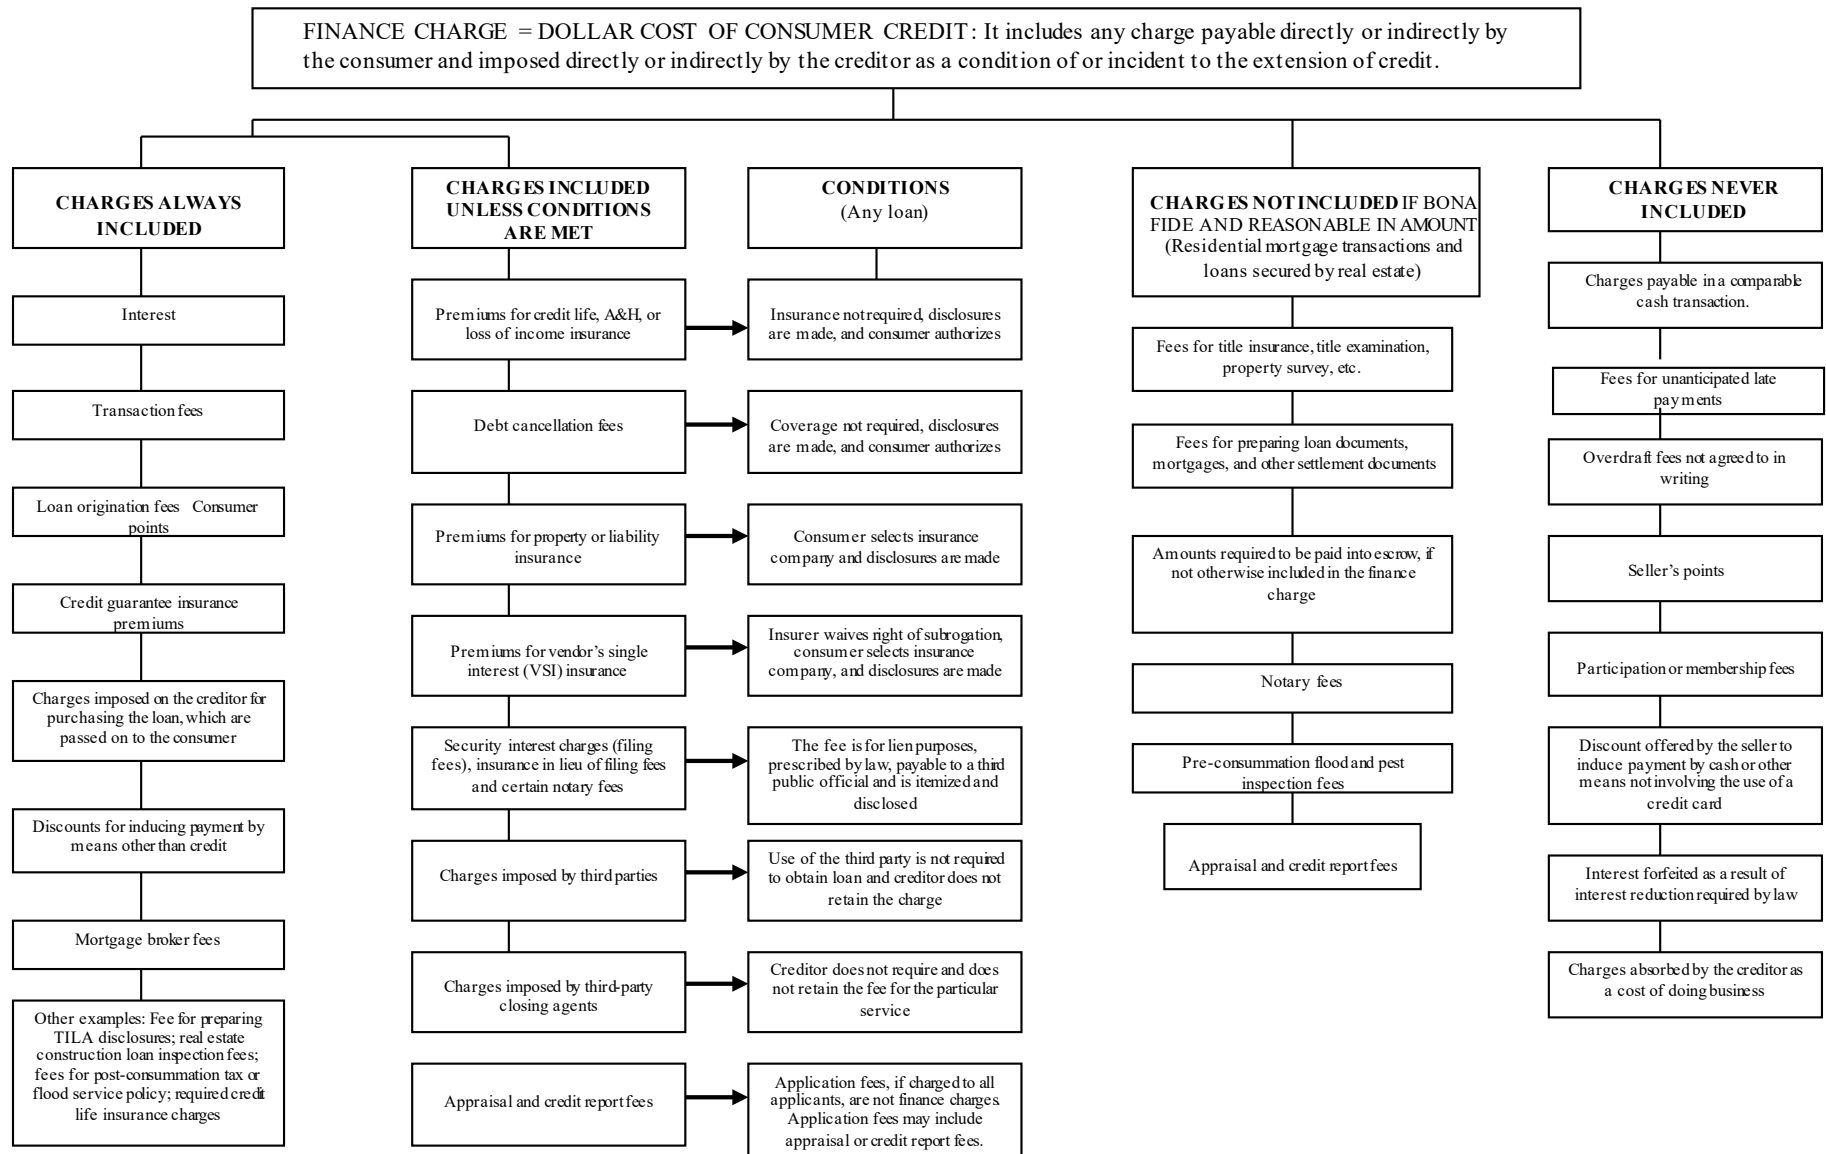 FINANCE CHARGE = DOLLAR COST OF CONSUMER CREDIT: It includes any charge payable directly or indirectly by
the consumer and imposed directly or indirectly by the creditor as a condition of or incident to the extension of credit.
CHARGES ALWAYS
INCLUDED
Interest
Transaction fees
Loan origination fees Consumer
points
Credit guarantee insurance
premiums
Charges imposed on the creditor for
purchasing the loan, which are
passed on to the consumer
Discounts for inducing payment by
means other than credit
Mortgage broker fees
Other examples: Fee for preparing
TILA disclosures; real estate
construction loan inspection fees;
fees for post-consummation tax or
flood service policy; required credit
life insurance charges
CHARGES INCLUDED
UNLESS CONDITIONS
ARE MET
Premiums for credit life, A&H, or
loss of income insurance
Debt cancellation fees
Premiums for property or liability
insurance
Premiums for vendor's single
interest (VSI) insurance
Security interest charges (filing
fees), insurance in lieu of filing fees
and certain notary fees
Charges imposed by third parties
Charges imposed by third-party
closing agents
Appraisal and credit report fees
CONDITIONS
(Any loan)
Insurance not required, disclosures
are made, and consumer authorizes
Coverage not required, disclosures
are made, and consumer authorizes
Consumer selects insurance
company and disclosures are made
Insurer waives right of subrogation,
consumer selects insurance
company, and disclosures are made
The fee is for lien purposes,
prescribed by law, payable to a third
public official and is itemized and
disclosed
Use of the third party is not required
to obtain loan and creditor does not
retain the charge
Creditor does not require and does
not retain the fee for the particular
service
Application fees, if charged to all
applicants, are not finance charges.
Application fees may include
appraisal or credit report fees.
CHARGES NOT INCLUDED IF BONA
FIDE AND REASONABLE IN AMOUNT
(Residential mortgage transactions and
loans secured by real estate)
Fees for title insurance, title examination,
property survey, etc.
Fees for preparing loan documents,
mortgages, and other settlement documents
Amounts required to be paid into escrow, if
not otherwise included in the finance
charge
Notary fees
Pre-consummation flood and pest
inspection fees
Appraisal and credit report fees
CHARGES NEVER
INCLUDED
Charges payable in a comparable
cash transaction.
Fees for unanticipated late
payments
Overdraft fees not agreed to in
writing
Seller's points
Participation or membership fees
Discount offered by the seller to
induce payment by cash or other
means not involving the use of a
credit card
Interest forfeited as a result of
interest reduction required by law
Charges absorbed by the creditor as
a cost of doing business